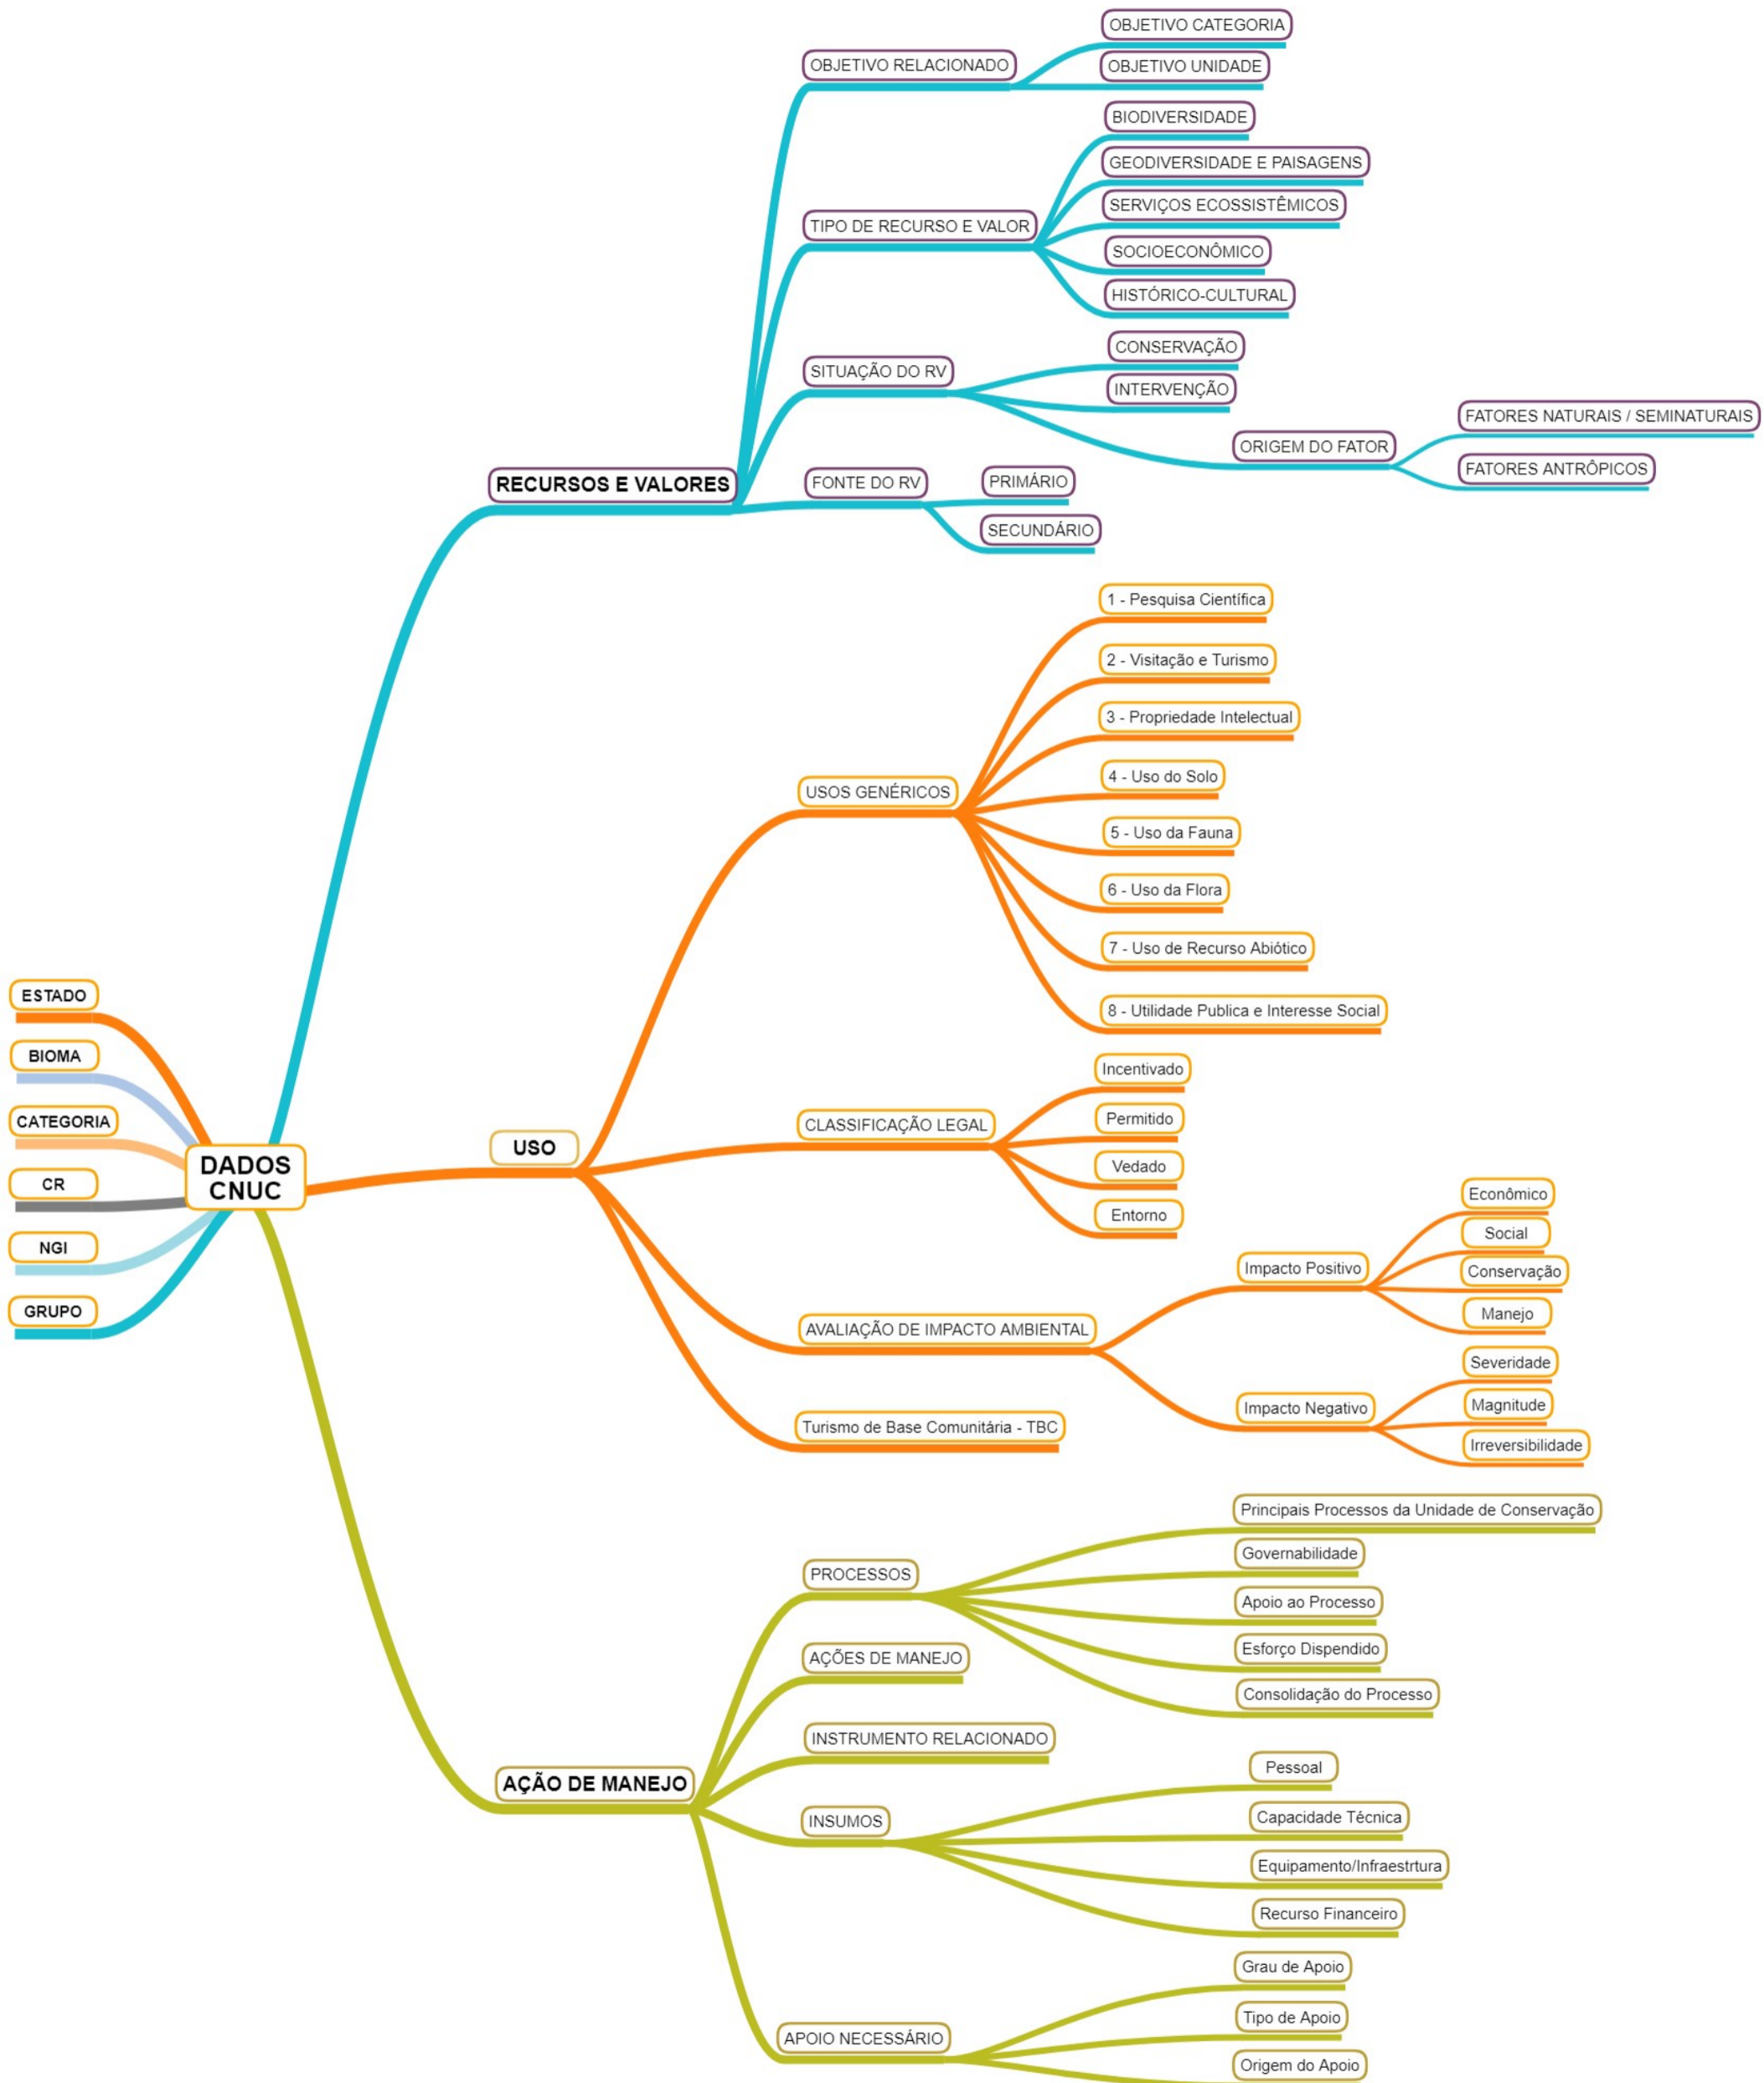 OBJETIVO CATEGORIA
OBJETIVO RELACIONADO
OBJETIVO UNIDADE
BIODIVERSIDADE
GEODIVERSIDADE E PAISAGENS
SERVIÇOS ECOSSISTÊMICOS
TIPO DE RECURSO E VALOR
SOCIOECONÔMICO
HISTÓRICO-CULTURAL
CONSERVAÇÃO
SITUAÇÃO DO RV
INTERVENÇÃO
FATORES NATURAIS / SEMINATURAIS
ORIGEM DO FATOR
FATORES ANTRÔPICOS
RECURSOS E VALORES
FONTE DO RV
PRIMÁRIO
SECUNDÁRIO
1 - Pesquisa Científica
2 - Visitação e Turismo
3 - Propriedade Intelectual
4 - Uso do Solo
USOS GENÉRICOS
5 - Uso da Fauna
6 - Uso da Flora
7 - Uso de Recurso Abiótico
8 - Utilidade Publica e Interesse Social
ESTADO
BIOMA
CATEGORIA
CR
NGI
GRUPO
DADOS
CNUC
USO
Incentivado
CLASSIFICAÇÃO LEGAL
Permitido
Vedado
Entorno
Econômico
Social
Impacto Positivo
Conservação
Manejo
AVALIAÇÃO DE IMPACTO AMBIENTAL
Severidade
Impacto Negativo
Magnitude
Irreversibilidade
Turismo de Base Comunitária - TBC
Principais Processos da Unidade de Conservação
Governabilidade
PROCESSOS
Apoio ao Processo
Esforço Dispendido
Consolidação do Processo
AÇÕES DE MANEJO
INSTRUMENTO RELACIONADO
AÇÃO DE MANEJO
Pessoal
INSUMOS
Capacidade Técnica
Equipamento/Infraestrtura
Recurso Financeiro
Grau de Apoio
Tipo de Apoio
APOIO NECESSÁRIO
Origem do Apoio